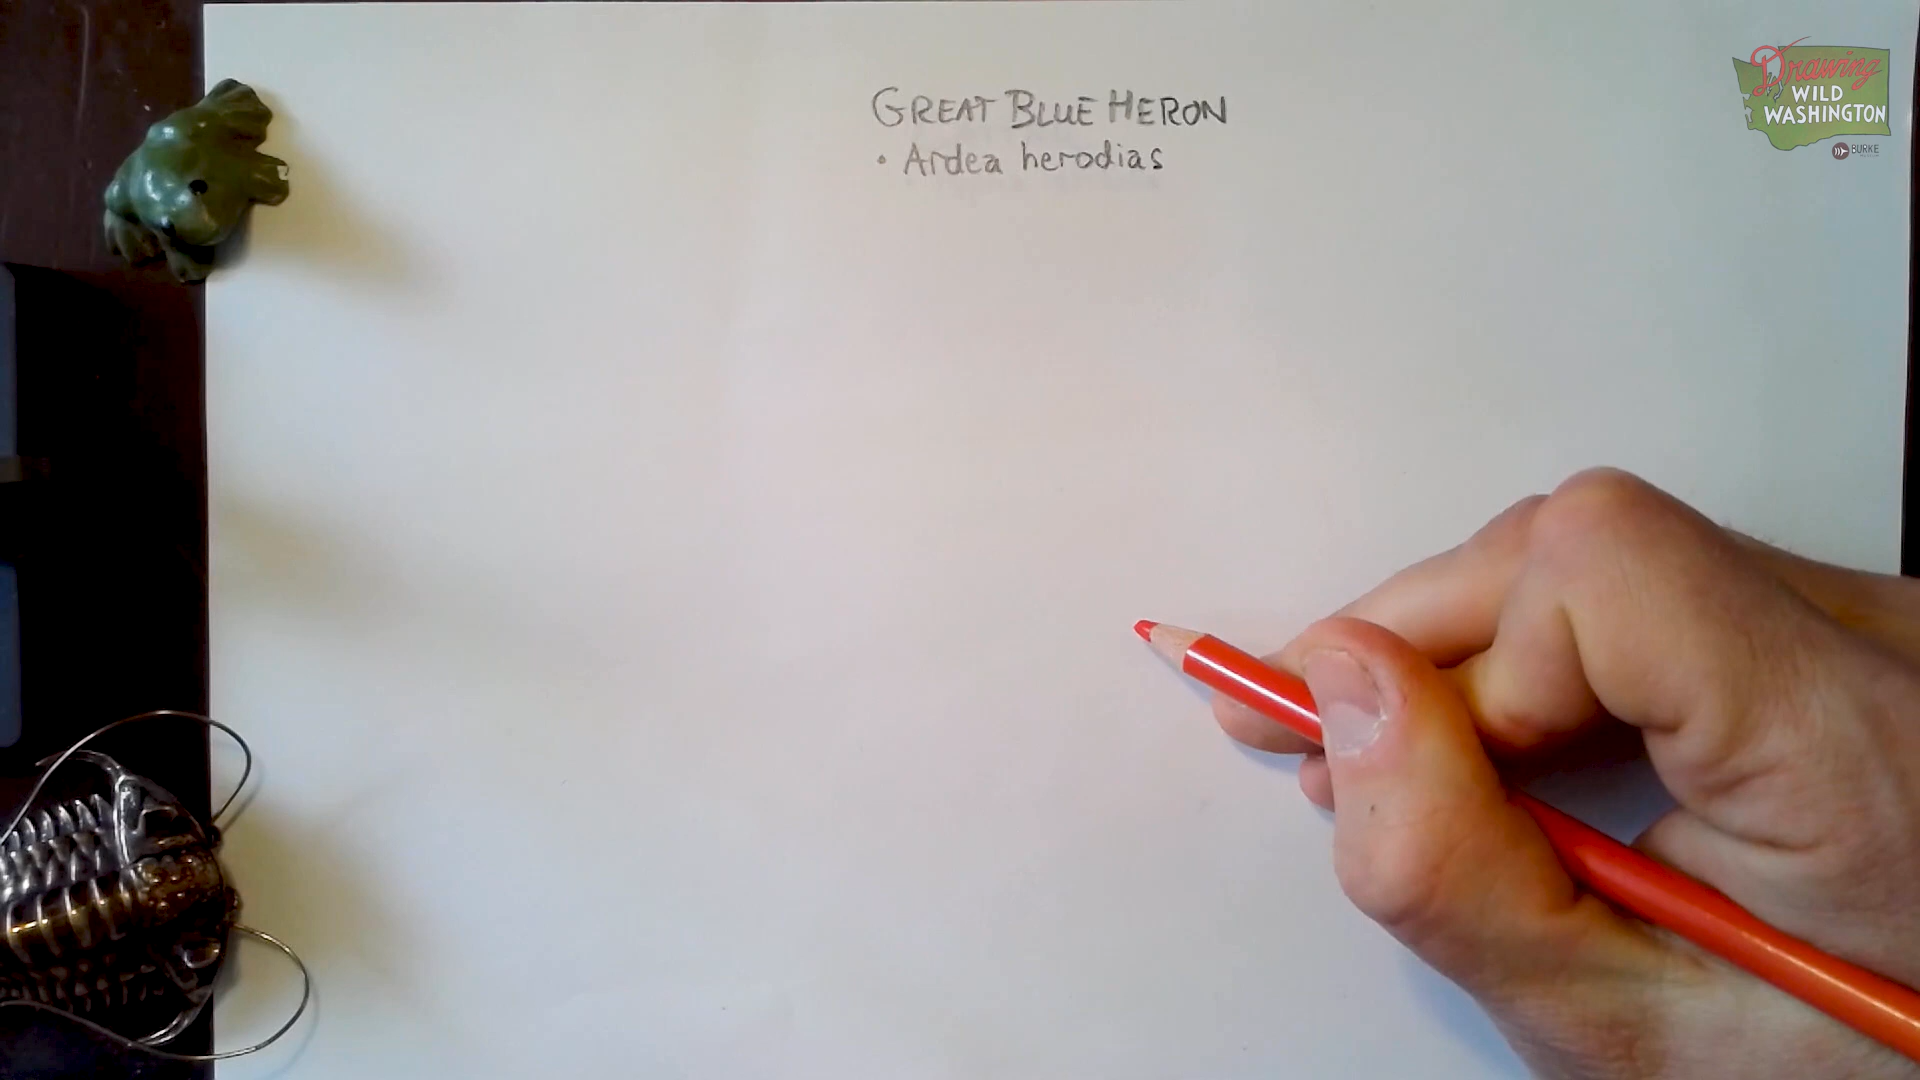 GREAT BLUE HERON
• Ardea herodias
Drawing
WILD
WASHINGTON
BURKE